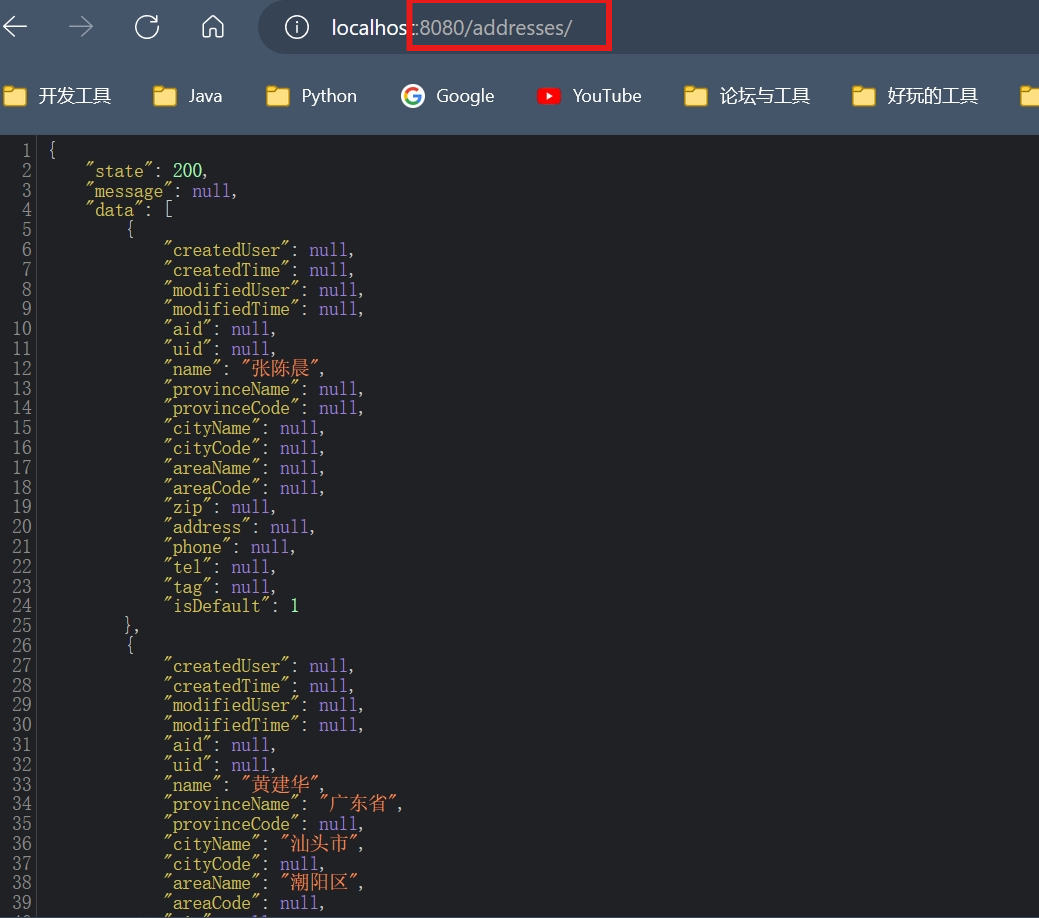 localhost:8080/addresses/
开发工具 Java Python Google YouTube 论坛与工具 好玩的工具
1 {
2 "state": 200,
3 "message": null,
4 "data": [
5 {
6 "createdUser": null,
7 "createdTime": null,
8 "modifiedUser": null,
9 "modifiedTime": null,
10 "aid": null,
11 "uid": null,
12 "name": "张陈晨",
13 "provinceName": null,
14 "provinceCode": null,
15 "cityName": null,
16 "cityCode": null,
17 "areaName": null,
18 "areaCode": null,
19 "zip": null,
20 "address": null,
21 "phone": null,
22 "tel": null,
23 "tag": null,
24 "isDefault": 1
25 },
26 {
27 "createdUser": null,
28 "createdTime": null,
29 "modifiedUser": null,
30 "modifiedTime": null,
31 "aid": null,
32 "uid": null,
33 "name": "黄建华",
34 "provinceName": "广东省",
35 "provinceCode": null,
36 "cityName": "汕头市",
37 "cityCode": null,
38 "areaName": "潮阳区",
39 "areaCode": null,